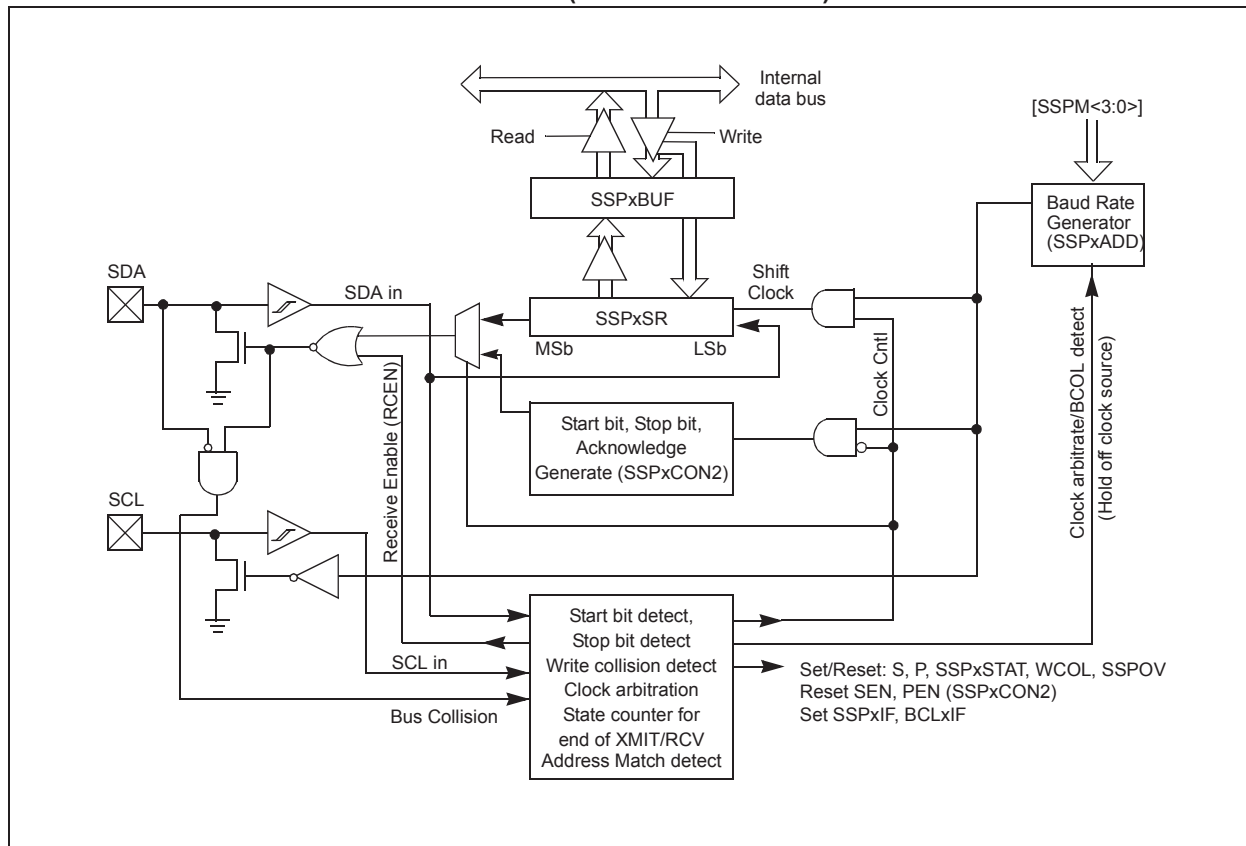 Internal
data bus
[SSPM<3:0>]
Read
Write
SSPxBUF
Baud Rate
Generator
(SSPxADD)
SDA
SDA in
Shift
Clock
SSPxSR
MSb
LSb
Clock Cntl
Receive Enable (RCEN)
Start bit, Stop bit,
Acknowledge
Generate (SSPxCON2)
Clock arbitrate/BCOL detect
(Hold off clock source)
SCL
Start bit detect,
Stop bit detect
Write collision detect
Clock arbitration
State counter for
end of XMIT/RCV
Address Match detect
SCL in
Bus Collision
Set/Reset: S, P, SSPxSTAT, WCOL, SSPOV
Reset SEN, PEN (SSPxCON2)
Set SSPxIF, BCLxIF